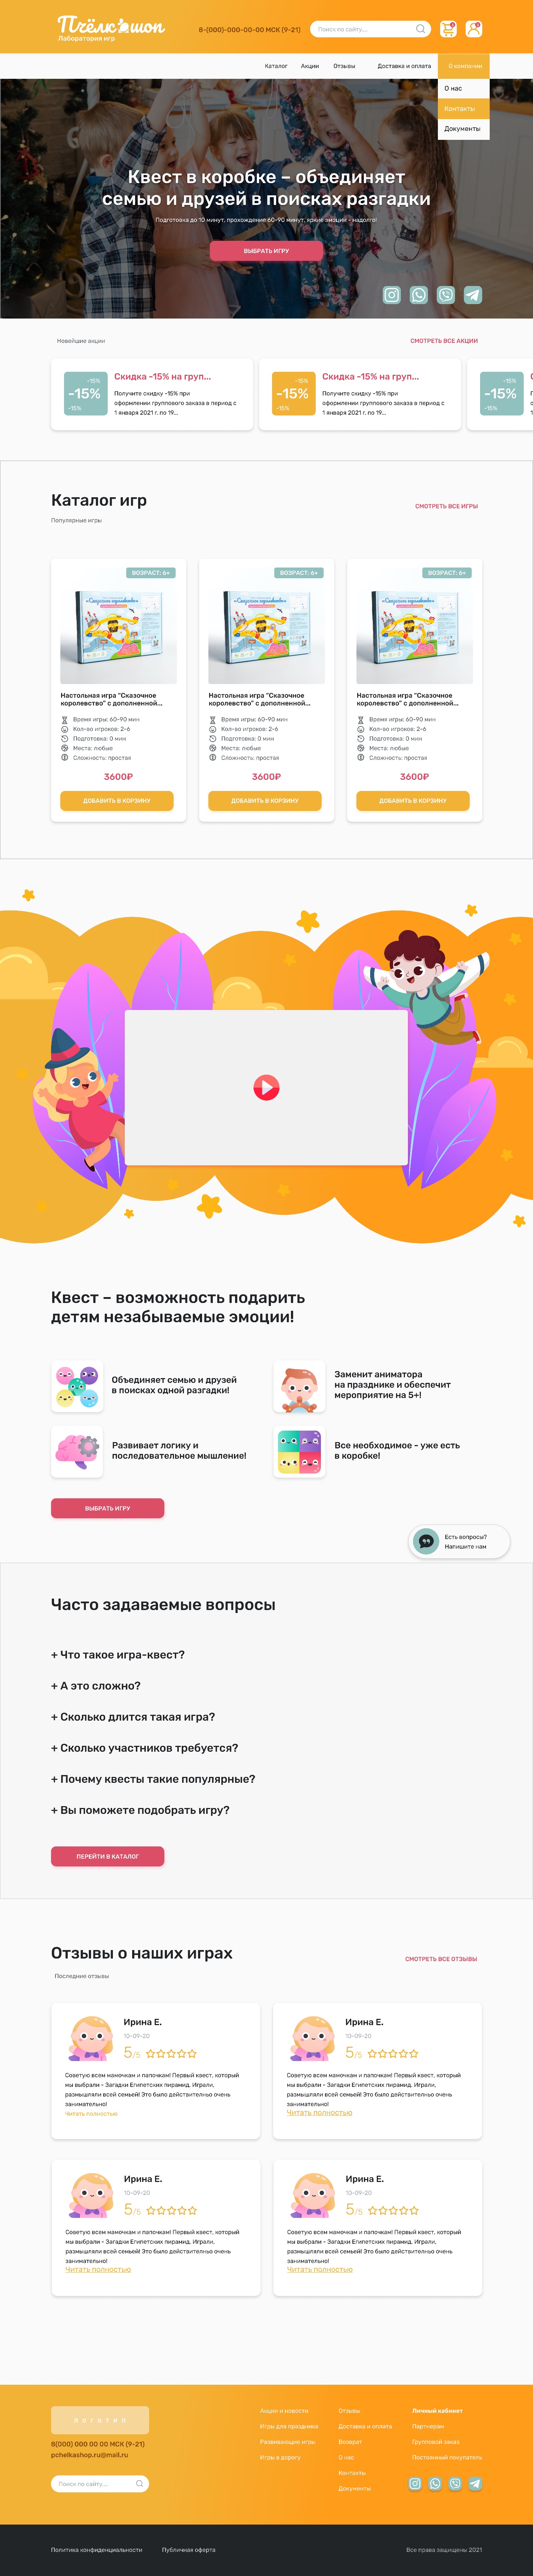 Пчёлкошоп
Лаборатория игр
8-(000)-000-00-00 МСК (9-21)
Поиск по сайту...
Каталог
Акции
Отзывы
Доставка и оплата
О компании
О нас
Контакты
Документы
Квест в коробке – объединяет
семью и друзей в поисках разгадки
Подготовка до 10 минут, прохождение 60-90 минут, яркие эмоции - надолго!
ВЫБРАТЬ ИГРУ
Новейшие акции
СМОТРЕТЬ ВСЕ АКЦИИ
-15%
-15%
-15%
Скидка -15% на груп...
Получите скидку -15% при
оформлении группового заказа в период с
1 января 2021 г. по 19...
-15%
-15%
-15%
Скидка -15% на груп...
Получите скидку -15% при
оформлении группового заказа в период с
1 января 2021 г. по 19...
-15%
-15%
-15%
Каталог игр
СМОТРЕТЬ ВСЕ ИГРЫ
Популярные игры
ВОЗРАСТ: 6+
«Сказочное королевство»
Настольная игра “Сказочное
королевство” с дополненной...
Время игры: 60-90 мин
Кол-во игроков: 2-6
Подготовка: 0 мин
Места: любые
Сложность: простая
3600₽
ДОБАВИТЬ В КОРЗИНУ
ВОЗРАСТ: 6+
«Сказочное королевство»
Настольная игра “Сказочное
королевство” с дополненной...
Время игры: 60-90 мин
Кол-во игроков: 2-6
Подготовка: 0 мин
Места: любые
Сложность: простая
3600₽
ДОБАВИТЬ В КОРЗИНУ
ВОЗРАСТ: 6+
«Сказочное королевство»
Настольная игра “Сказочное
королевство” с дополненной...
Время игры: 60-90 мин
Кол-во игроков: 2-6
Подготовка: 0 мин
Места: любые
Сложность: простая
3600₽
ДОБАВИТЬ В КОРЗИНУ
Квест – возможность подарить
детям незабываемые эмоции!
Объединяет семью и друзей
в поисках одной разгадки!
Заменит аниматора
на празднике и обеспечит
мероприятие на 5+!
Развивает логику и
последовательное мышление!
Все необходимое - уже есть
в коробке!
ВЫБРАТЬ ИГРУ
Есть вопросы?
Напишите нам
Часто задаваемые вопросы
+ Что такое игра-квест?
+ А это сложно?
+ Сколько длится такая игра?
+ Сколько участников требуется?
+ Почему квесты такие популярные?
+ Вы поможете подобрать игру?
ПЕРЕЙТИ В КАТАЛОГ
Отзывы о наших играх
СМОТРЕТЬ ВСЕ ОТЗЫВЫ
Последние отзывы
Ирина Е.
10-09-20
5/5
Советую всем мамочкам и папочкам! Первый квест, который
мы выбрали - Загадки Египетских пирамид. Играли,
размышляли всей семьей! Это было действительно очень
занимательно!
Читать полностью
Ирина Е.
10-09-20
5/5
Советую всем мамочкам и папочкам! Первый квест, который
мы выбрали - Загадки Египетских пирамид. Играли,
размышляли всей семьей! Это было действительно очень
занимательно!
Читать полностью
Ирина Е.
10-09-20
5/5
Советую всем мамочкам и папочкам! Первый квест, который
мы выбрали - Загадки Египетских пирамид. Играли,
размышляли всей семьей! Это было действительно очень
занимательно!
Читать полностью
Ирина Е.
10-09-20
5/5
Советую всем мамочкам и папочкам! Первый квест, который
мы выбрали - Загадки Египетских пирамид. Играли,
размышляли всей семьей! Это было действительно очень
занимательно!
Читать полностью
8(000) 000 00 00 МСК (9-21)
pchelkashop.ru@mail.ru
Поиск по сайту...
Акции и новости
Игры для праздника
Развивающие игры
Игры в дорогу
Отзывы
Доставка и оплата
Возврат
О нас
Контакты
Документы
Личный кабинет
Партнерам
Групповой заказ
Постоянный покупатель
Политика конфиденциальности
Публичная оферта
Все права защищены 2021